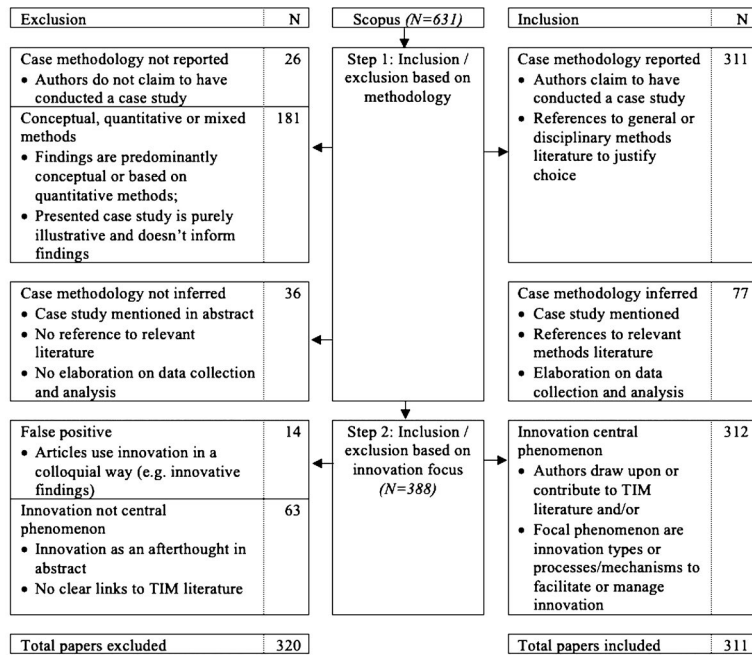 Exclusion N
Scopus (N=631)
Inclusion N
Case methodology not reported 26
• Authors do not claim to have
conducted a case study
Conceptual, quantitative or mixed 181
methods
• Findings are predominantly
conceptual or based on
quantitative methods;
• Presented case study is purely
illustrative and doesn't inform
findings
Step 1: Inclusion /
exclusion based on
methodology
Case methodology reported 311
• Authors claim to have
conducted a case study
• References to general or
disciplinary methods
literature to justify
choice
Case methodology not inferred 36
• Case study mentioned in abstract
• No reference to relevant
literature
• No elaboration on data collection
and analysis
Case methodology inferred 77
• Case study mentioned
• References to relevant
methods literature
• Elaboration on data
collection and analysis
False positive 14
• Articles use innovation in a
colloquial way (e.g. innovative
findings)
Innovation not central 63
phenomenon
• Innovation as an afterthought in
abstract
• No clear links to TIM literature
Step 2: Inclusion /
exclusion based on
innovation focus
(N=388)
Innovation central 312
phenomenon
• Authors draw upon or
contribute to TIM
literature and/or
• Focal phenomenon are
innovation types or
processes/mechanisms to
facilitate or manage
innovation
Total papers excluded 320
Total papers included 311